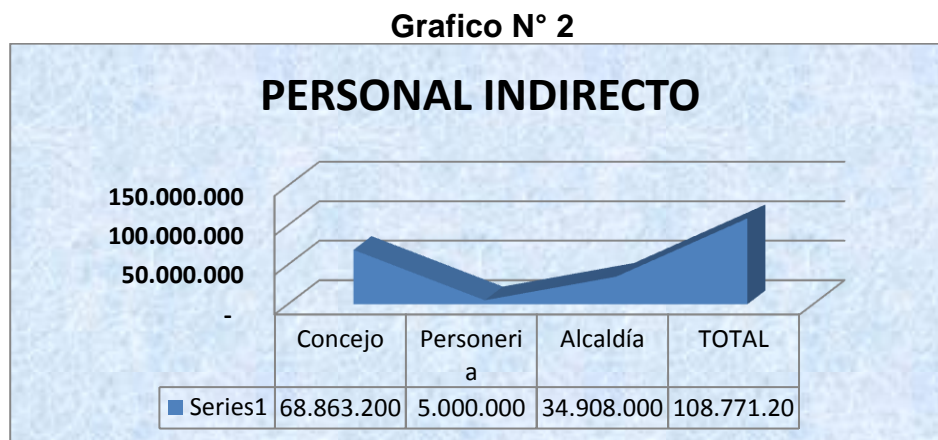 Grafico N° 2
PERSONAL INDIRECTO
150.000.000
100.000.000
50.000.000
-
Concejo Personeri Alcaldía TOTAL
a
Series1 68.863.200 5.000.000 34.908.000 108.771.20